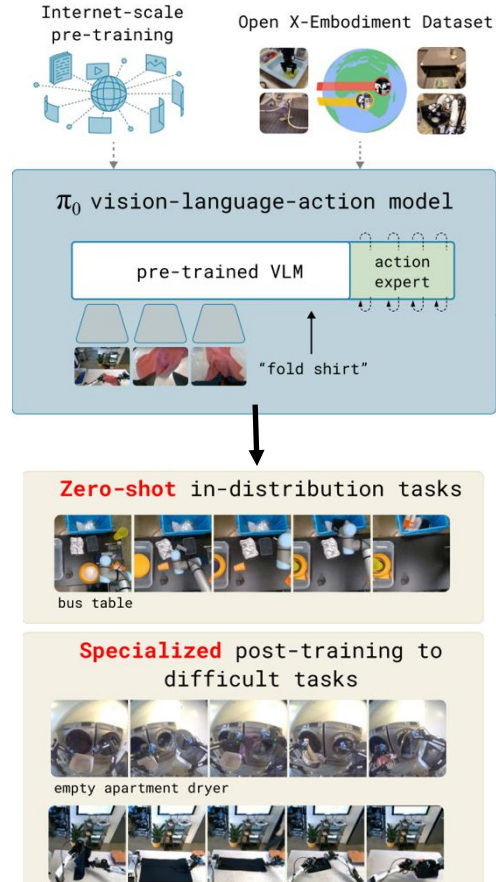 Internet-scale
pre-training
Open X-Embodiment Dataset
π₀ vision-language-action model
pre-trained VLM
action
expert
“fold shirt”
Zero-shot in-distribution tasks
bus table
Specialized post-training to
difficult tasks
empty apartment dryer